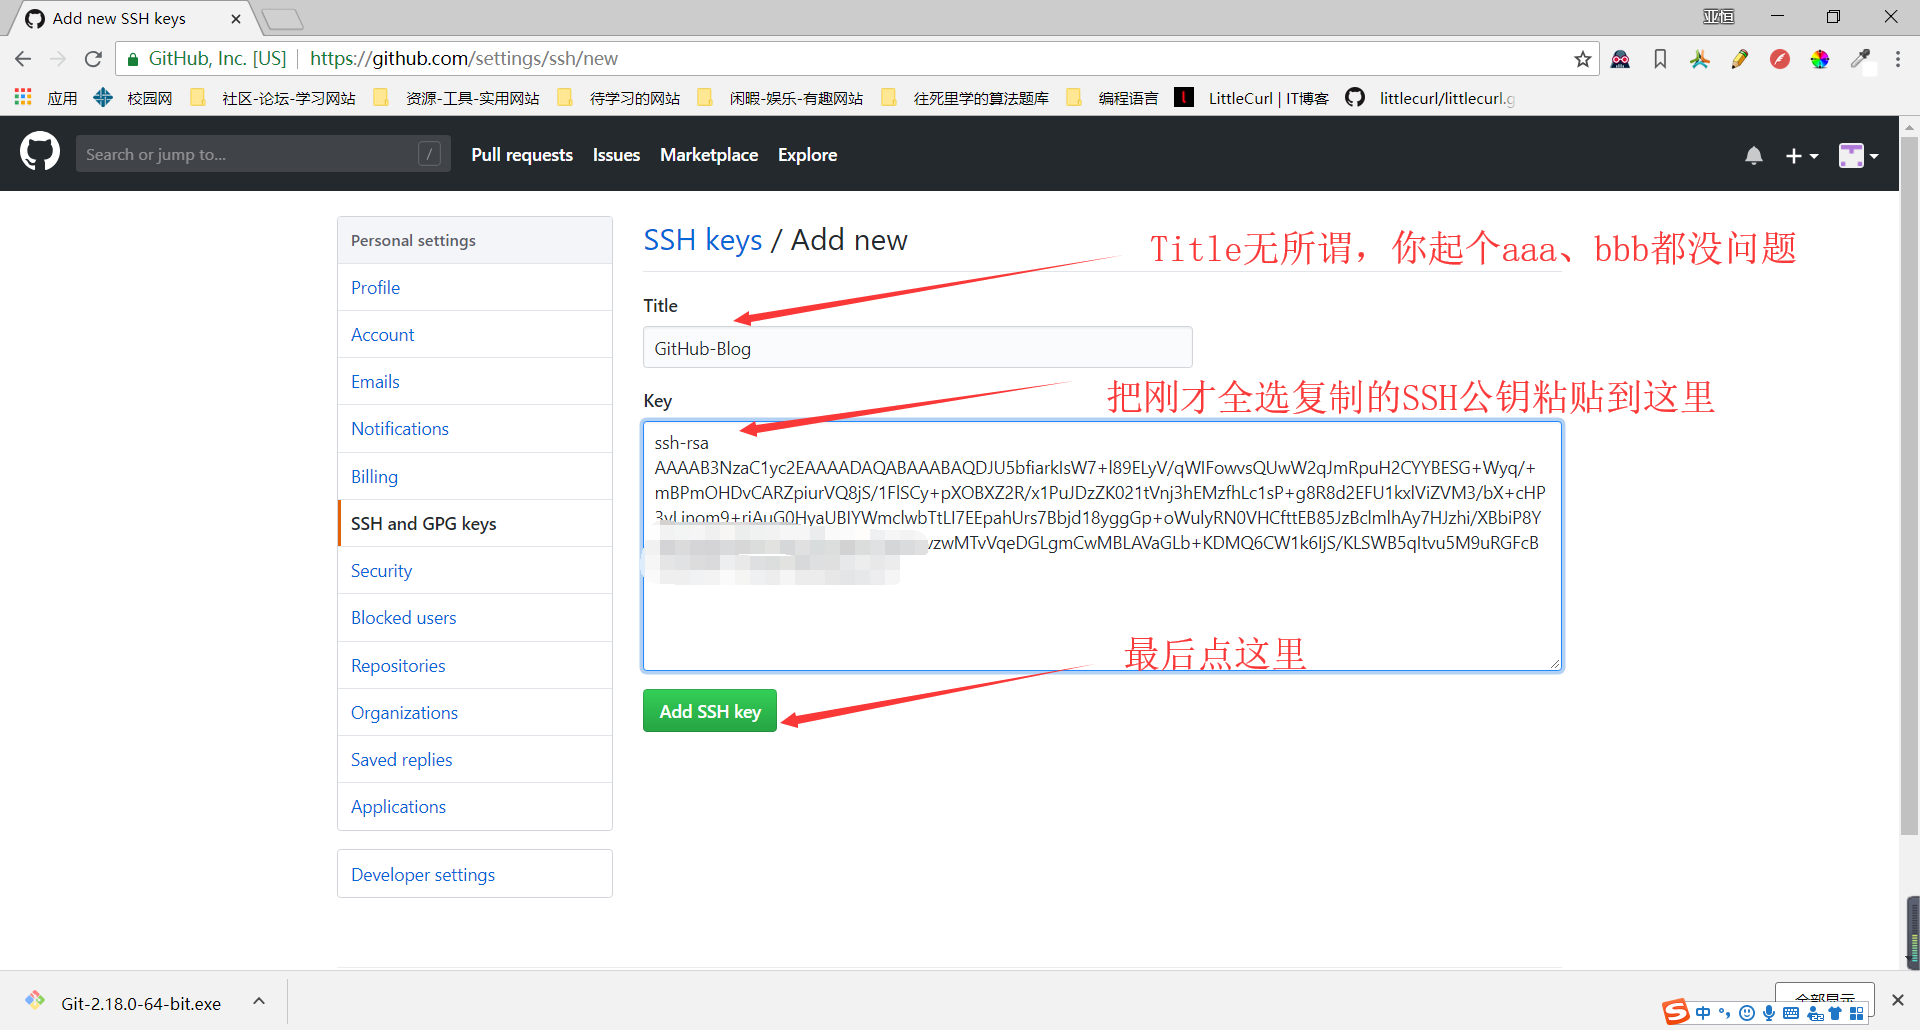 Add new SSH keys
亚恒
GitHub, Inc. [US] https://github.com/settings/ssh/new
应用 校园网 社区-论坛-学习网站 资源-工具-实用网站 待学习的网站 闲暇-娱乐-有趣网站 往死里学的算法题库 编程语言 LittleCurl | IT博客 littlecurl/littlecurl.g
Search or jump to... / Pull requests Issues Marketplace Explore
Personal settings
Profile
Account
Emails
Notifications
Billing
SSH and GPG keys
Security
Blocked users
Repositories
Organizations
Saved replies
Applications
Developer settings
SSH keys / Add new
Title无所谓，你起个aaa、bbb都没问题
Title
GitHub-Blog
把刚才全选复制的SSH公钥粘贴到这里
Key
ssh-rsa
AAAAB3NzaC1yc2EAAAADAQABAAABAQDJU5bfiarkIsW7+l89ELyV/qWIFowvsQUwW2qJmRpuH2CYYBESG+Wyq/+
mBPmOHDvCARZpiurVQ8jS/1FlSCy+pXOBXZ2R/x1PuJDzZK021tVnj3hEMzfhLc1sP+g8R8d2EFU1kxlViZVM3/bX+cHP
3yLinom9+riAuG0HyaUBIYWmclwbTtLI7EEpahUrs7Bbjd18yggGp+oWulyRN0VHCfttEB85JzBclmlhAy7HJzhi/XBbiP8Y
vzwMTvVqeDGLgmCwMBLAVaGLb+KDMQ6CW1k6IjS/KLSWB5qItvu5M9uRGFcB
最后点这里
Add SSH key
Git-2.18.0-64-bit.exe
全部显示
中